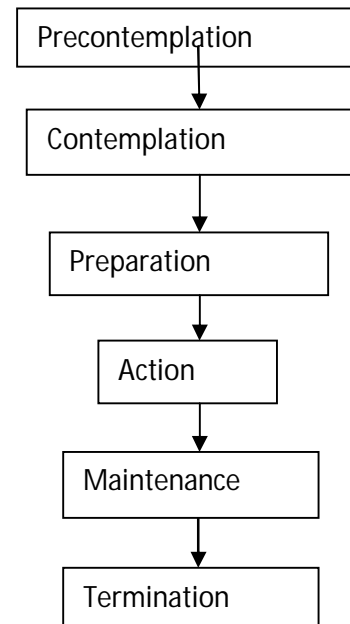 Precontemplation
Contemplation
Preparation
Action
Maintenance
Termination